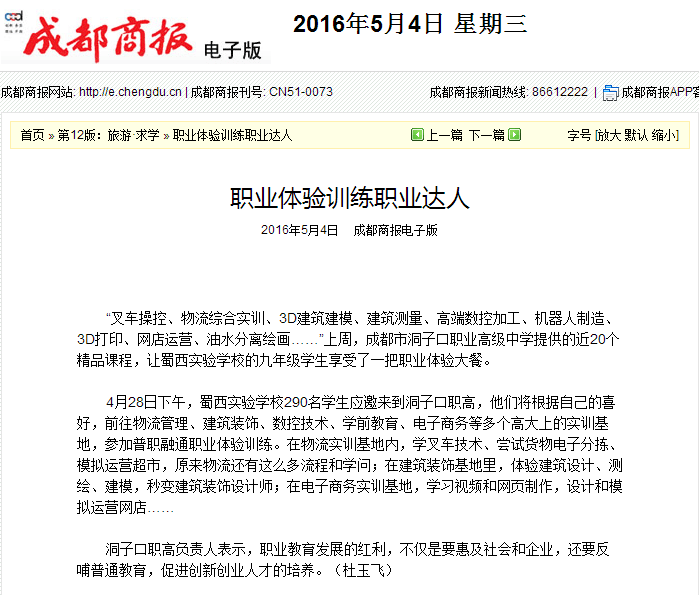 2016年5月4日 星期三
成都商报 电子版
成都商报网站: http://e.chengdu.cn | 成都商报刊号: CN51-0073
成都商报新闻热线: 86612222 | 成都商报APP客
首页 » 第12版：旅游·求学 » 职业体验训练职业达人
上一篇 下一篇
字号 [放大 默认 缩小]
职业体验训练职业达人
2016年5月4日 成都商报电子版
“叉车操控、物流综合实训、3D建筑建模、建筑测量、高端数控加工、机器人制造、
3D打印、网店运营、油水分离绘画……”上周，成都市洞子口职业高级中学提供的近20个
精品课程，让蜀西实验学校的九年级学生享受了一把职业体验大餐。
4月28日下午，蜀西实验学校290名学生应邀来到洞子口职高，他们将根据自己的喜
好，前往物流管理、建筑装饰、数控技术、学前教育、电子商务等多个高大上的实训基
地，参加普职融通职业体验训练。在物流实训基地内，学叉车技术、尝试货物电子分拣、
模拟运营超市，原来物流还有这么多流程和学问；在建筑装饰基地里，体验建筑设计、测
绘、建模，秒变建筑装饰设计师；在电子商务实训基地，学习视频和网页制作，设计和模
拟运营网店……
洞子口职高负责人表示，职业教育发展的红利，不仅是要惠及社会和企业，还要反
哺普通教育，促进创新创业人才的培养。（杜玉飞）